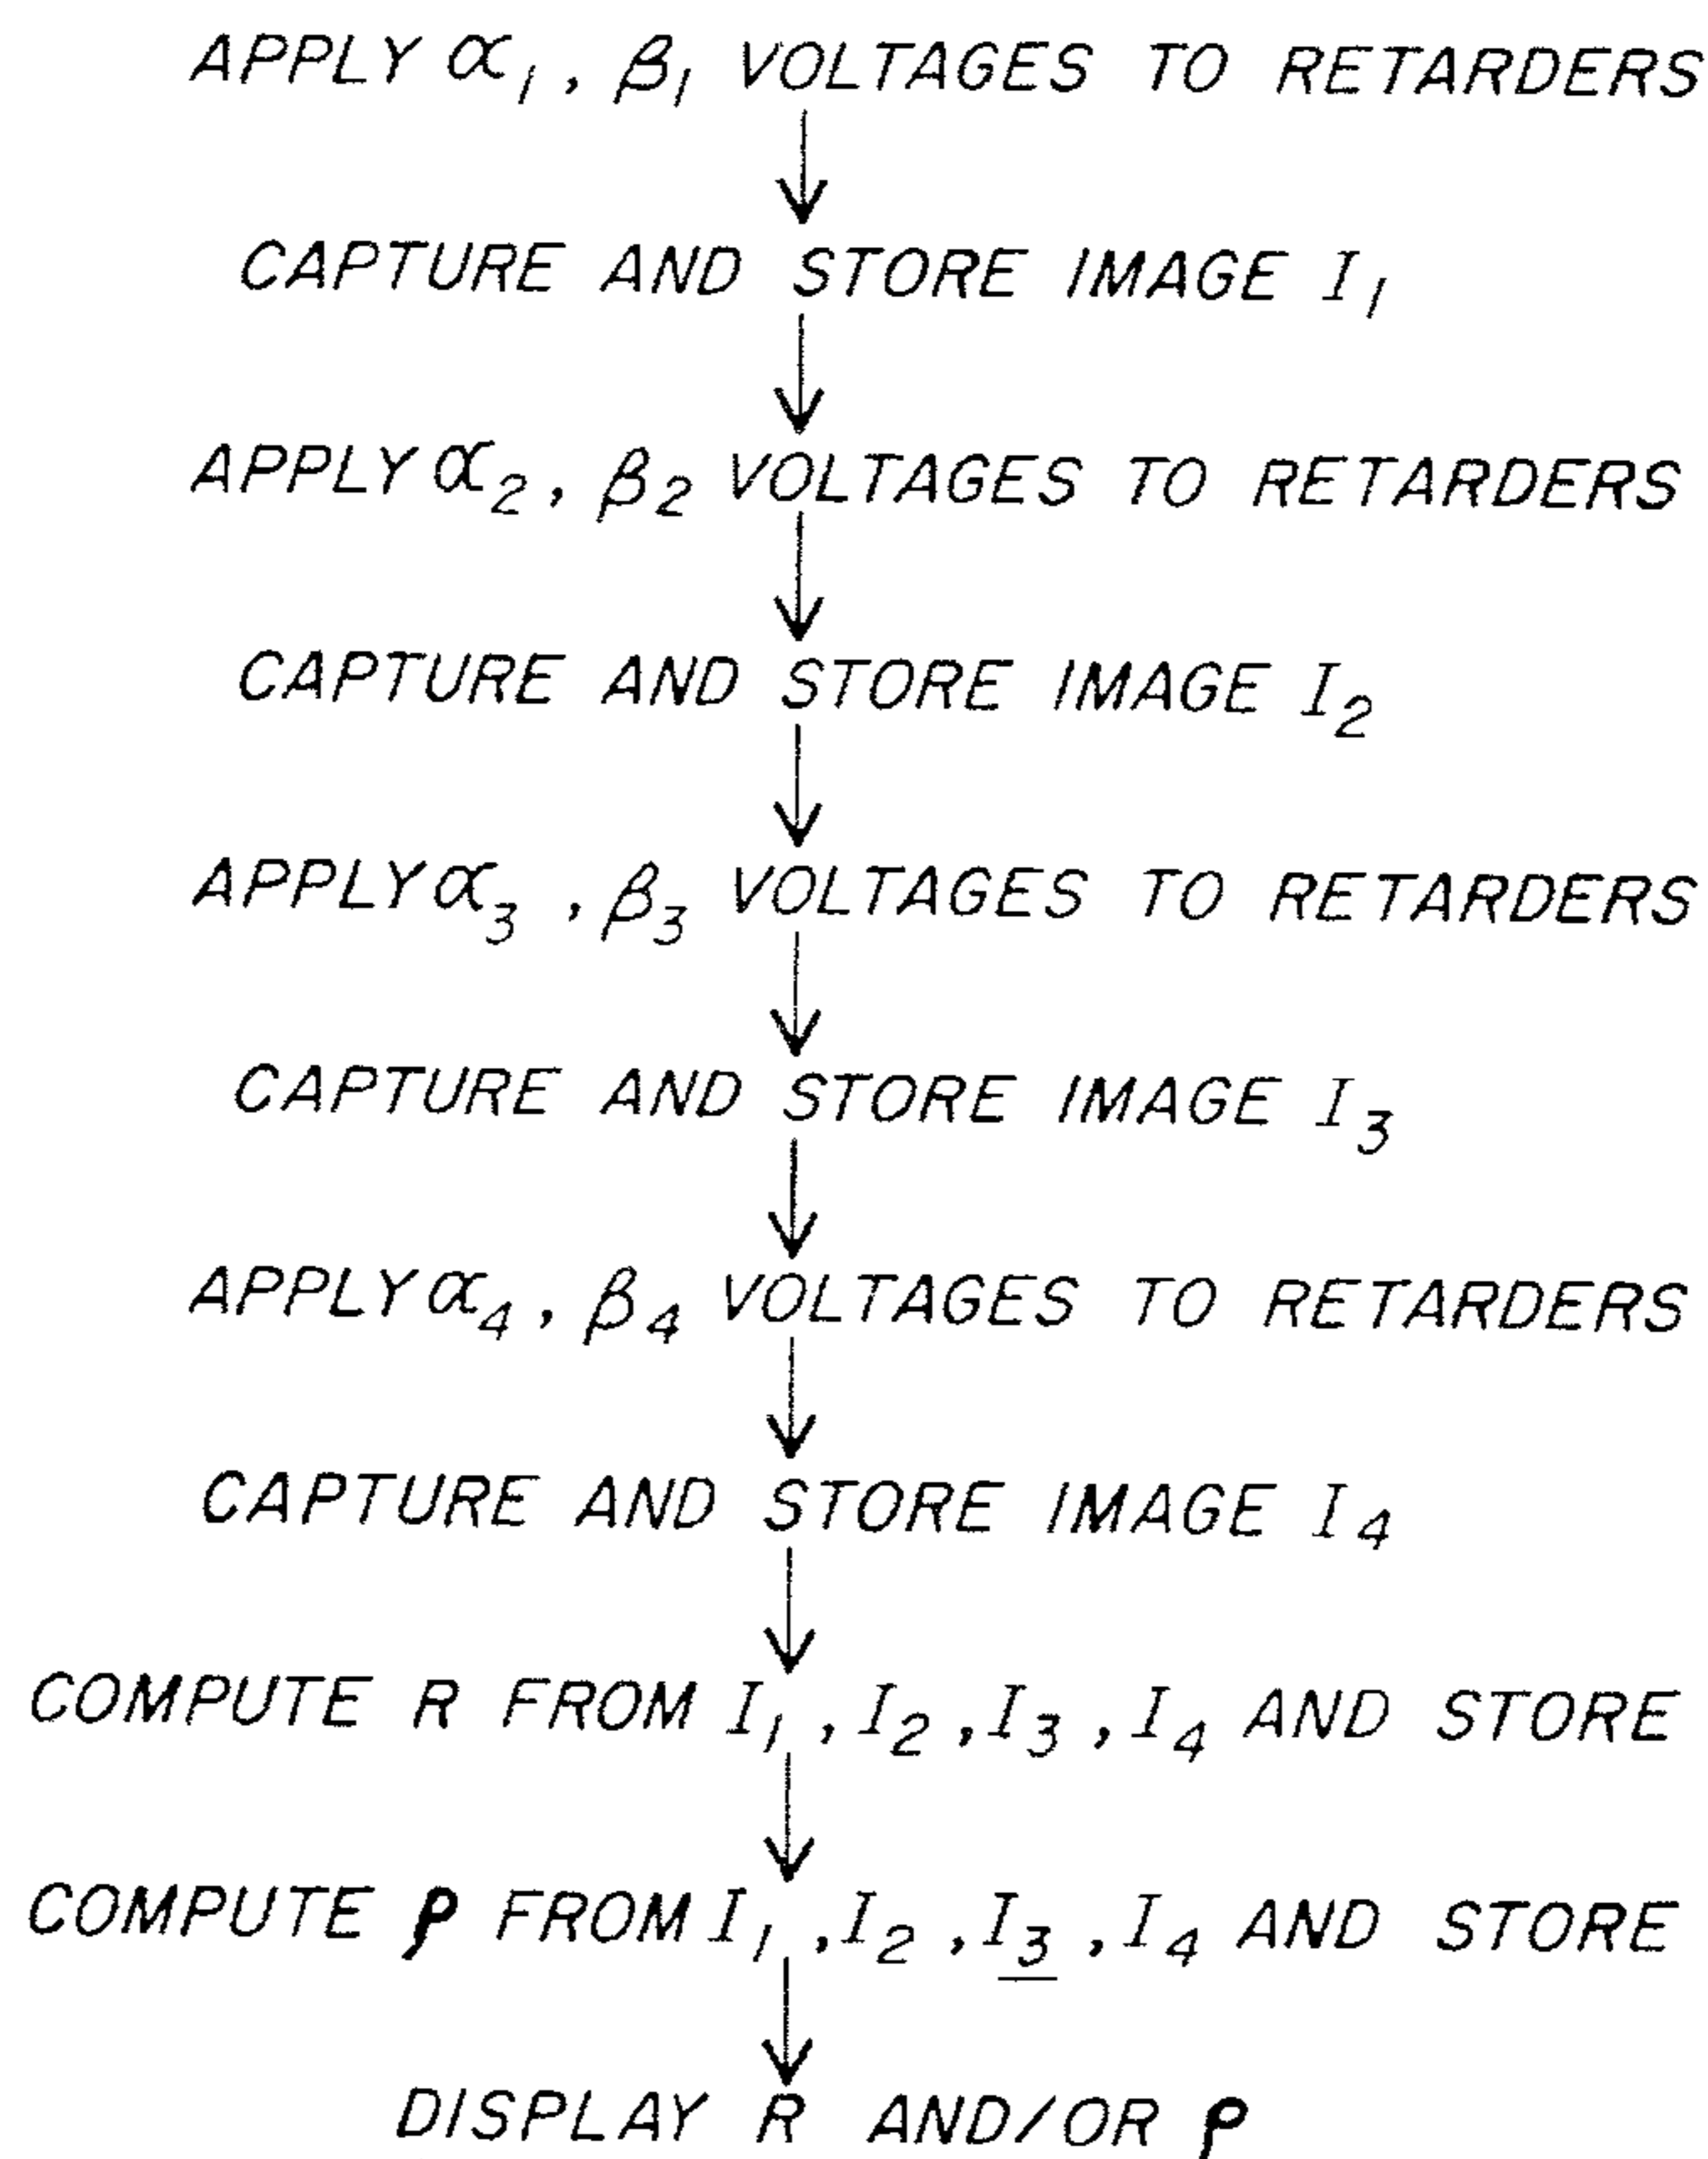 APPLY α₁, β₁ VOLTAGES TO RETARDERS
CAPTURE AND STORE IMAGE I₁
APPLY α₂, β₂ VOLTAGES TO RETARDERS
CAPTURE AND STORE IMAGE I₂
APPLY α₃, β₃ VOLTAGES TO RETARDERS
CAPTURE AND STORE IMAGE I₃
APPLY α₄, β₄ VOLTAGES TO RETARDERS
CAPTURE AND STORE IMAGE I₄
COMPUTE R FROM I₁, I₂, I₃, I₄ AND STORE
COMPUTE ρ FROM I₁, I₂, I₃, I₄ AND STORE
DISPLAY R AND/OR ρ